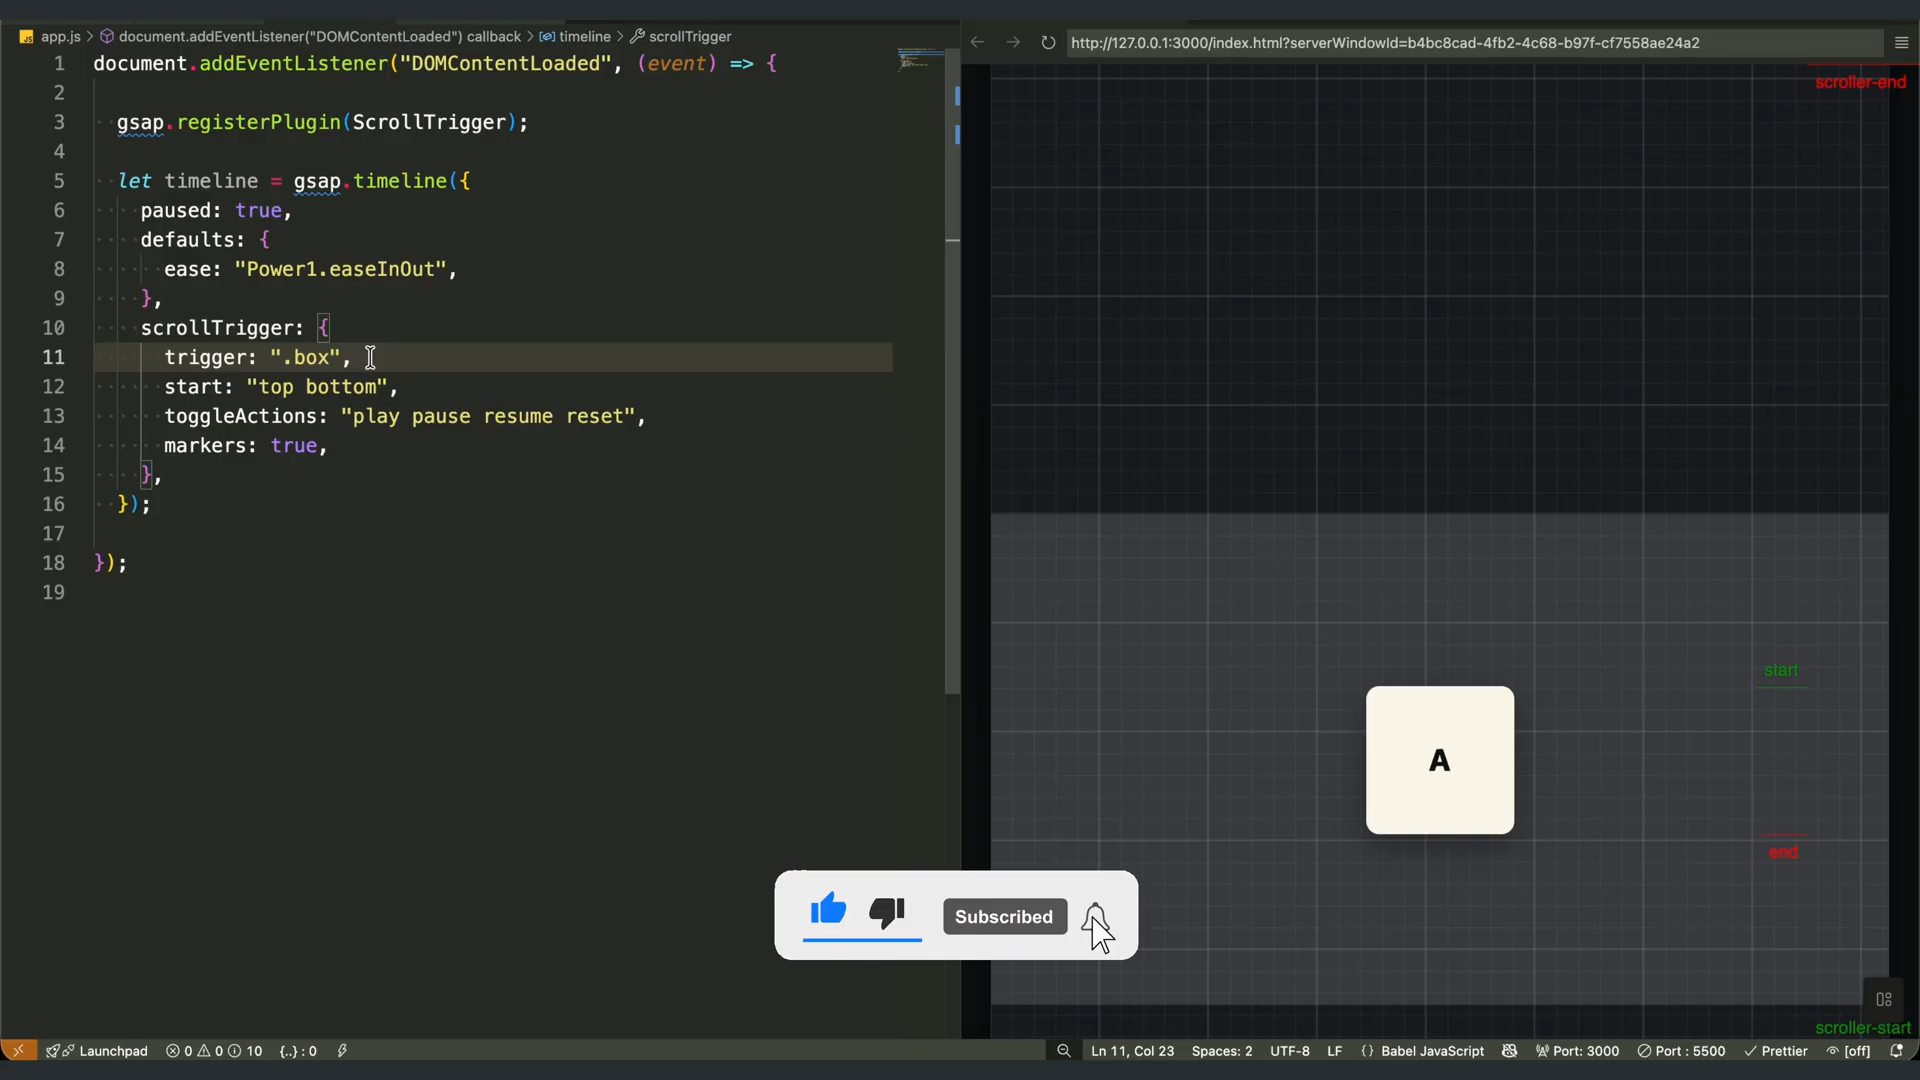 app.js > document.addEventListener("DOMContentLoaded") callback > timeline > scrollTrigger
1 document.addEventListener("DOMContentLoaded", (event) => {
2
3 gsap.registerPlugin(ScrollTrigger);
4
5 let timeline = gsap.timeline({
6 paused: true,
7 defaults: {
8 ease: "Power1.easeInOut",
9 },
10 scrollTrigger: {
11 trigger: ".box",
12 start: "top bottom",
13 toggleActions: "play pause resume reset",
14 markers: true,
15 },
16 });
17
18 });
19
http://127.0.0.1:3000/index.html?serverWindowId=b4bc8cad-4fb2-4c68-b97f-cf7558ae24a2
scroller-end
start
A
end
Subscribed
scroller-start
Launchpad 0 0 10 {..} : 0 Ln 11, Col 23 Spaces: 2 UTF-8 LF {} Babel JavaScript Port: 3000 Port : 5500 Prettier [off]